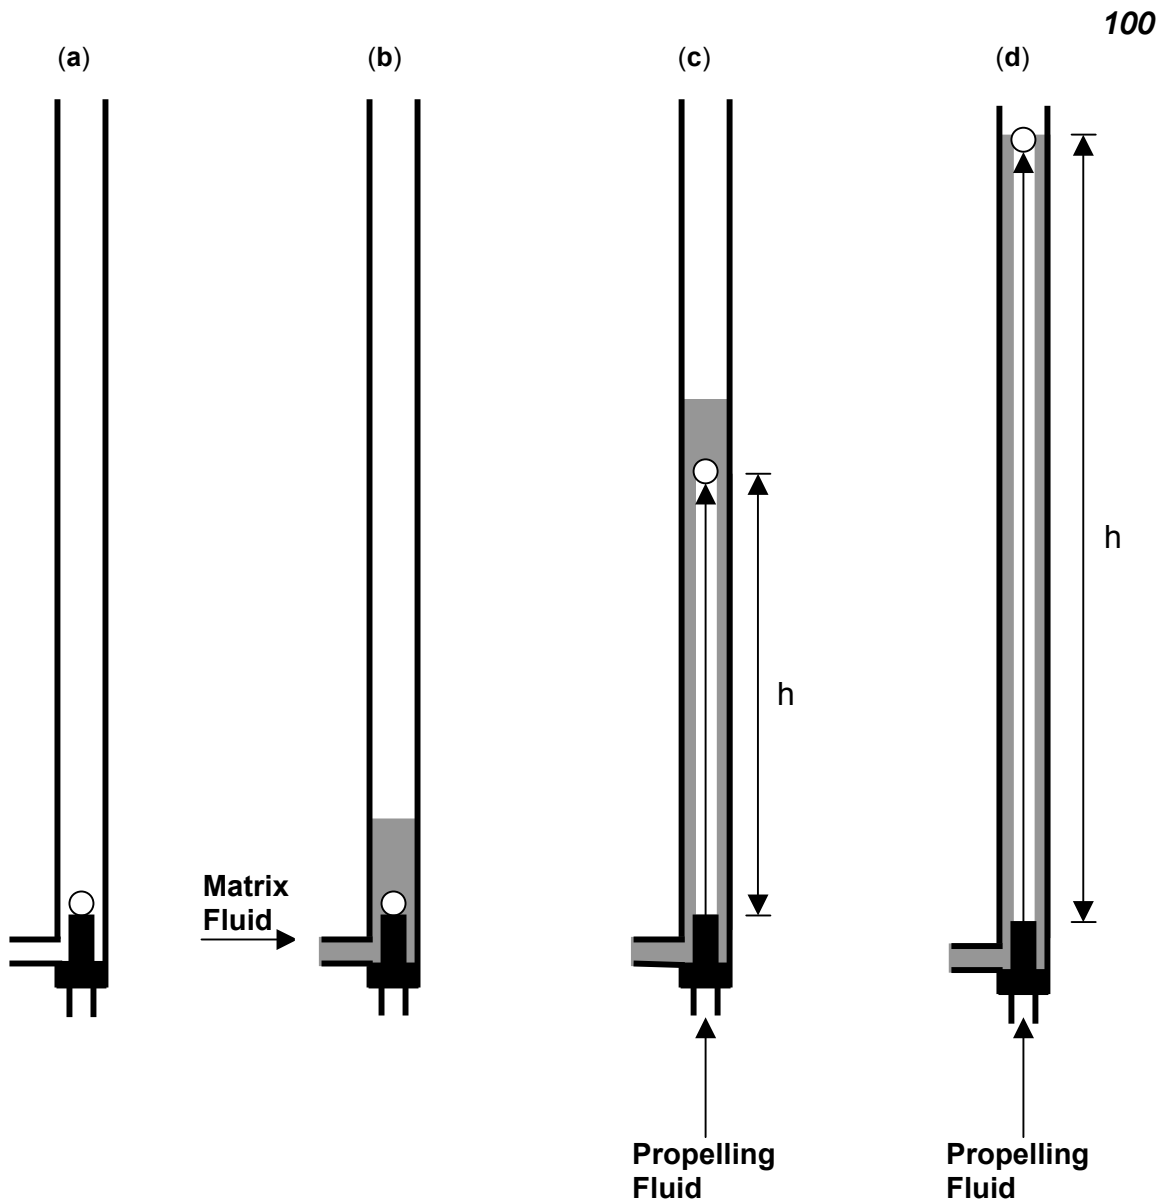 100
(a) (b) (c) (d)
Matrix
Fluid
h
h
Propelling
Fluid
Propelling
Fluid